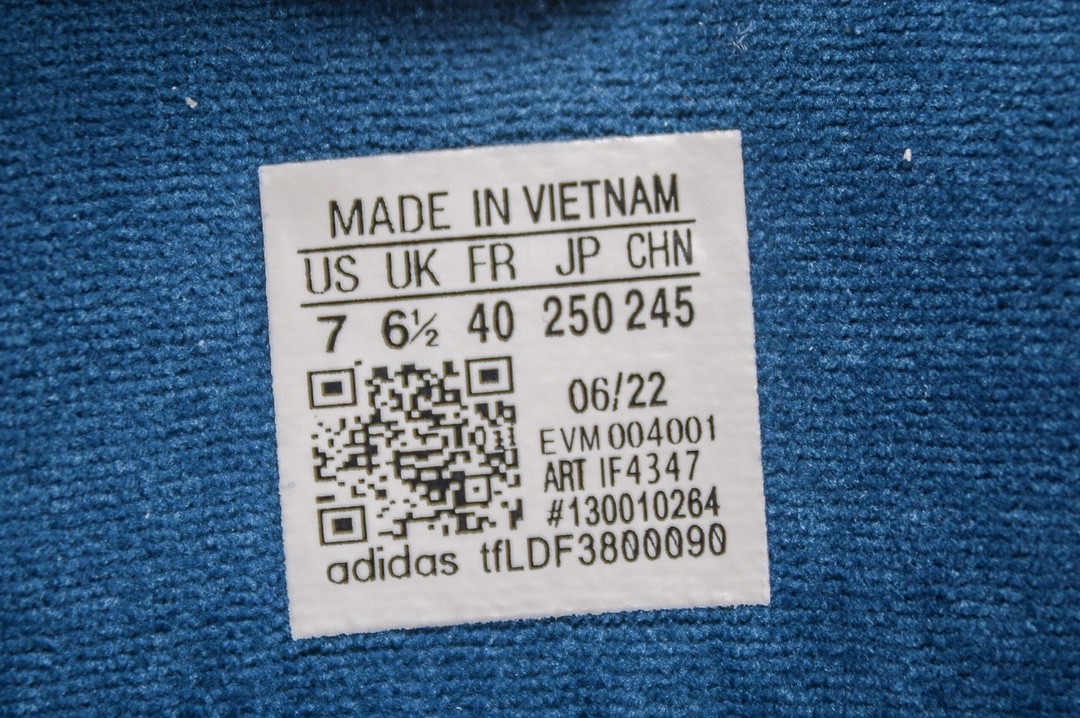 MADE IN VIETNAM
US UK FR JP CHN
7 6½ 40 250 245
06/22
EVM 004001
ART IF4347
#130010264
adidas tfLDF3800090